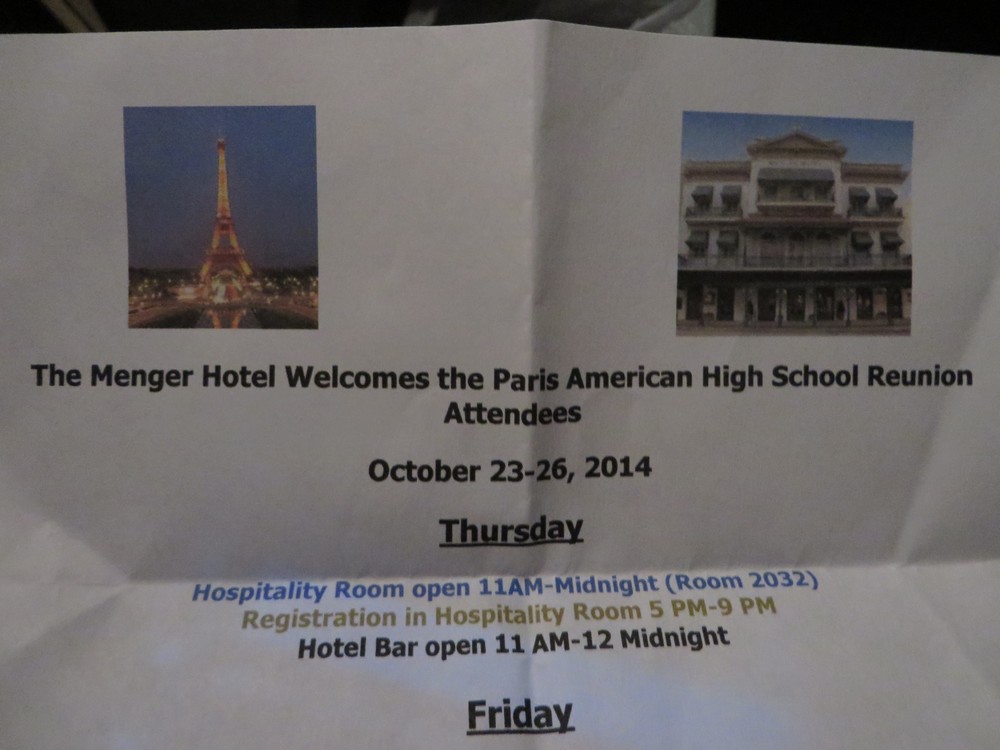 The Menger Hotel Welcomes the Paris American High School Reunion
Attendees
October 23-26, 2014
Thursday
Hospitality Room open 11AM-Midnight (Room 2032)
Registration in Hospitality Room 5 PM-9 PM
Hotel Bar open 11 AM-12 Midnight
Friday